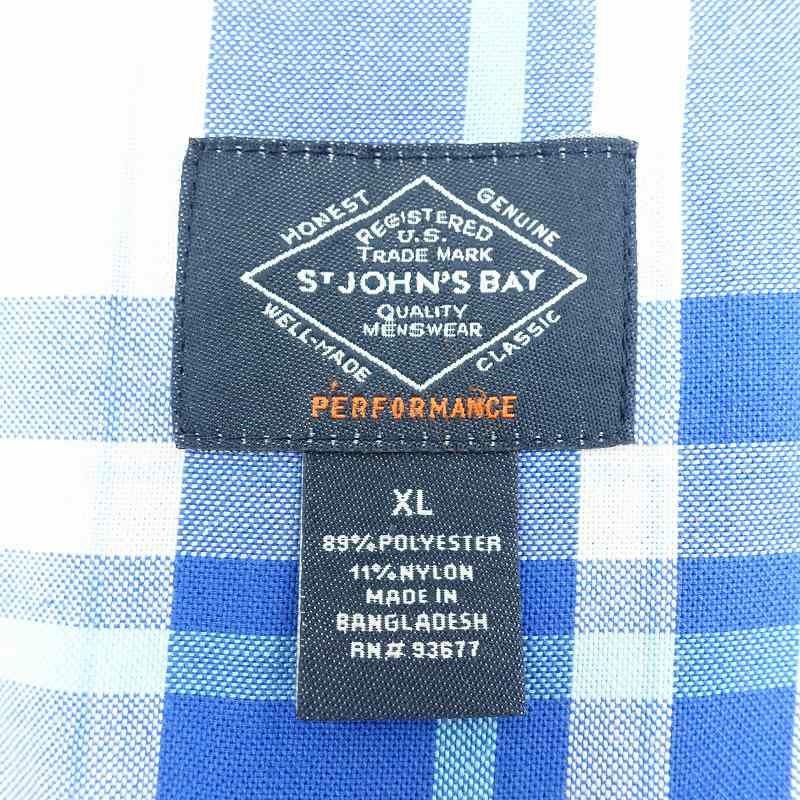 HONEST
GENUINE
REGISTERED
U.S.
TRADE MARK
ST JOHN'S BAY
QUALITY
MENSWEAR
WELL-MADE
CLASSIC
PERFORMANCE
XL
89% POLYESTER
11% NYLON
MADE IN
BANGLADESH
RN# 93677